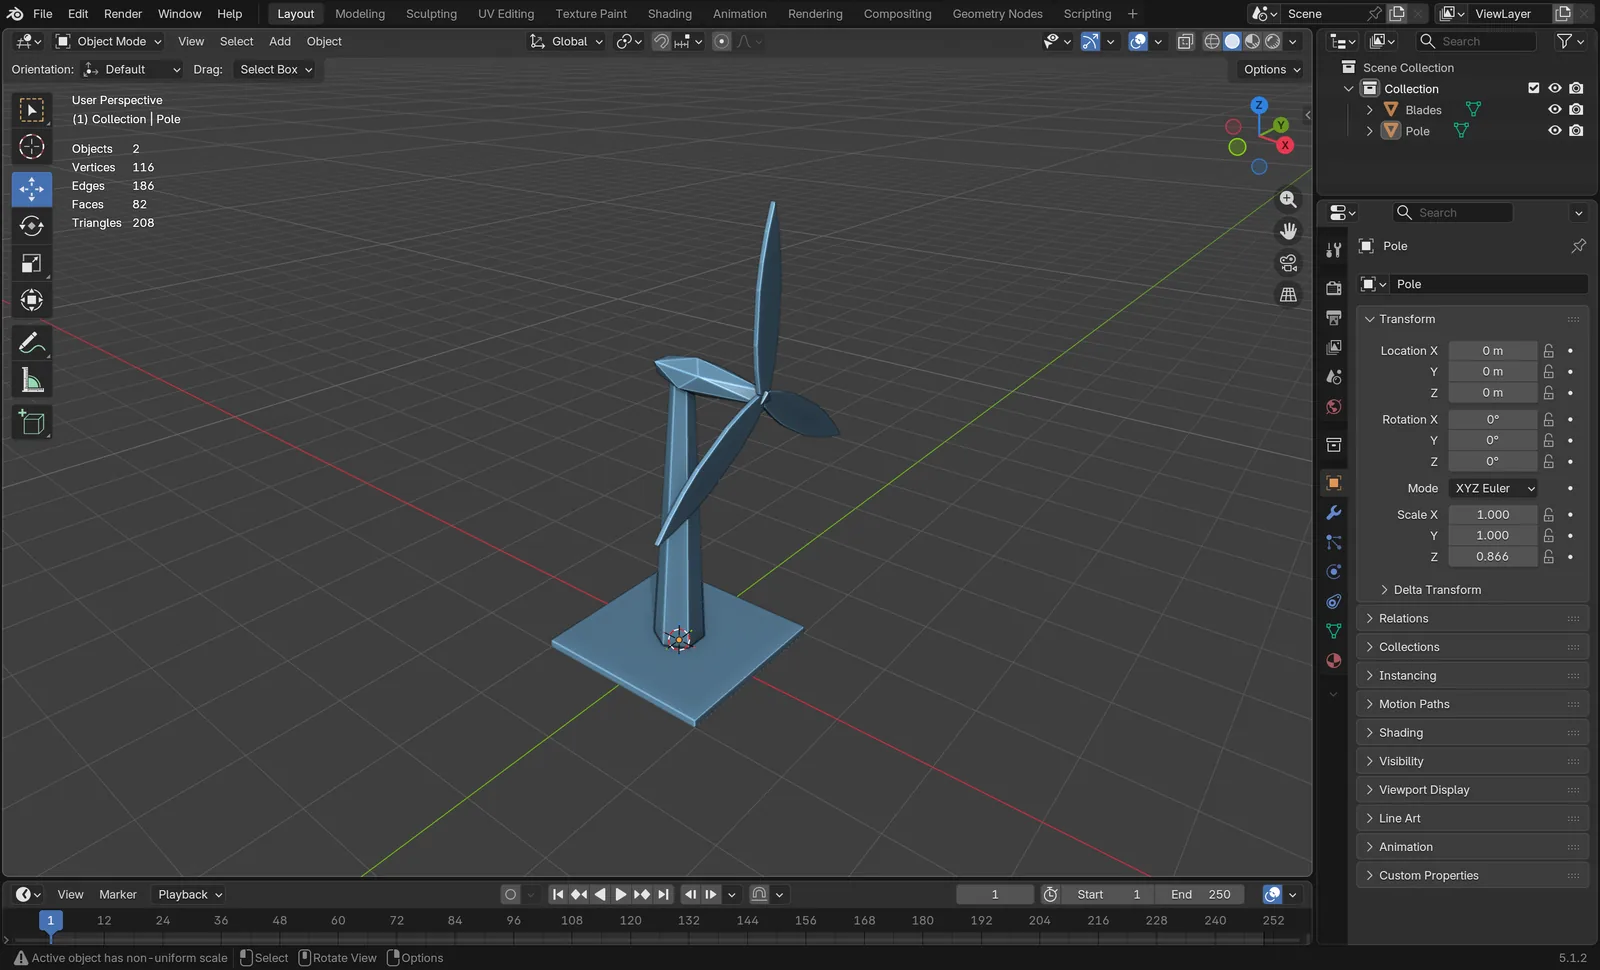 File Edit Render Window Help Layout Modeling Sculpting UV Editing Texture Paint Shading Animation Rendering Compositing Geometry Nodes Scripting + Scene ViewLayer
Object Mode View Select Add Object Global Search
Orientation: Default Drag: Select Box Options
User Perspective
(1) Collection | Pole
Objects 2
Vertices 116
Edges 186
Faces 82
Triangles 208
Z
Y
X
Scene Collection
Collection
Blades
Pole
Search
Pole
Pole
Transform
Location X 0 m
Y 0 m
Z 0 m
Rotation X 0°
Y 0°
Z 0°
Mode XYZ Euler
Scale X 1.000
Y 1.000
Z 0.866
Delta Transform
Relations
Collections
Instancing
Motion Paths
Shading
Visibility
Viewport Display
Line Art
Animation
Custom Properties
View Marker Playback 1 Start 1 End 250
1 12 24 36 48 60 72 84 96 108 120 132 144 156 168 180 192 204 216 228 240 252
Active object has non-uniform scale Select Rotate View Options 5.1.2